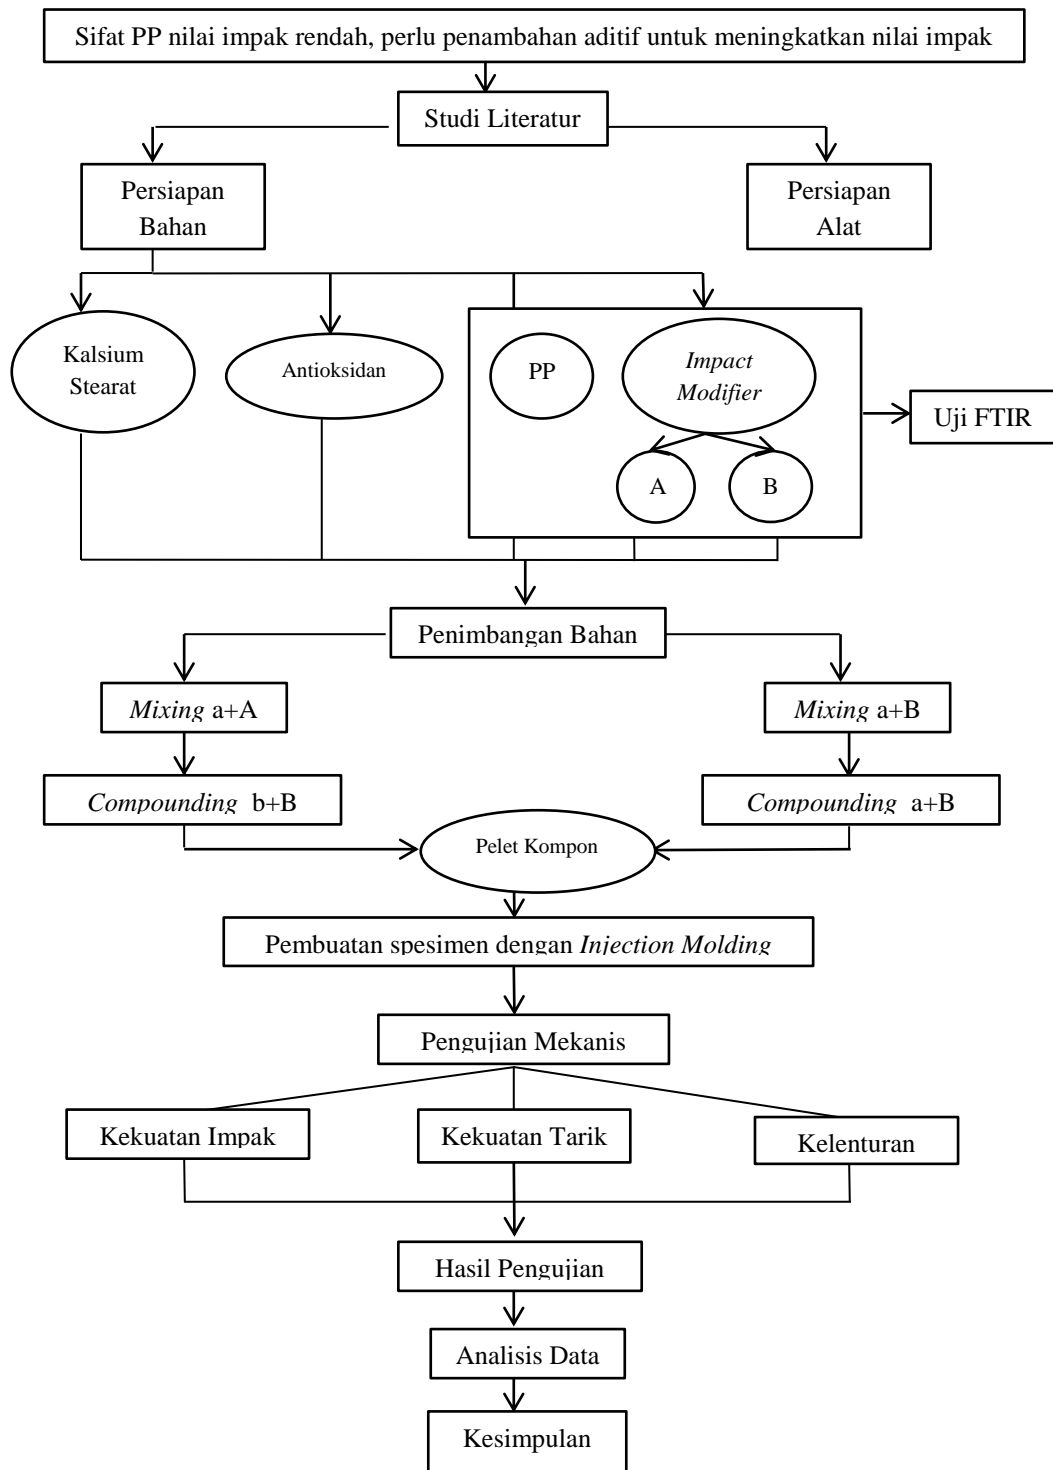 Sifat PP nilai impak rendah, perlu penambahan aditif untuk meningkatkan nilai impak
Studi Literatur
Persiapan
Bahan
Persiapan
Alat
Kalsium
Stearat
Antioksidan
PP
Impact
Modifier
Uji FTIR
A
B
Penimbangan Bahan
Mixing a+A
Mixing a+B
Compounding b+B
Compounding a+B
Pelet Kompon
Pembuatan spesimen dengan Injection Molding
Pengujian Mekanis
Kekuatan Impak
Kekuatan Tarik
Kelenturan
Hasil Pengujian
Analisis Data
Kesimpulan